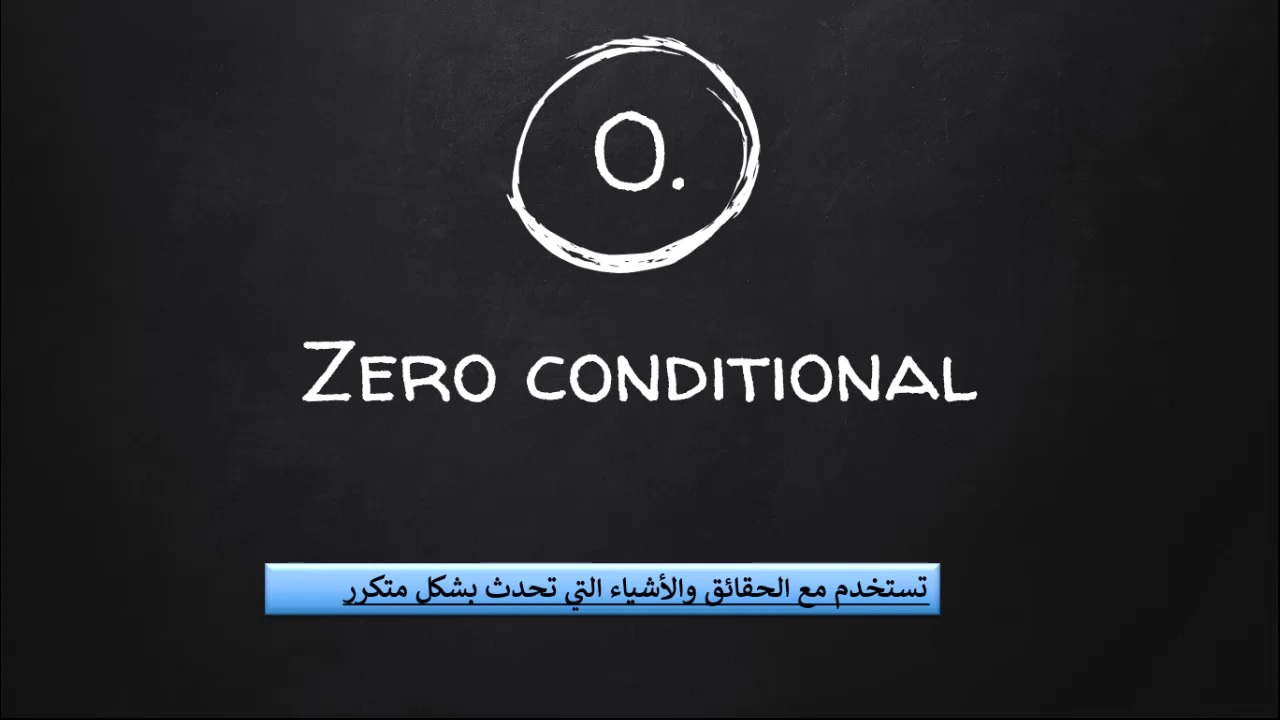 0.
Zero conditional
تستخدم مع الحقائق والأشياء التي تحدث بشكل متكرر